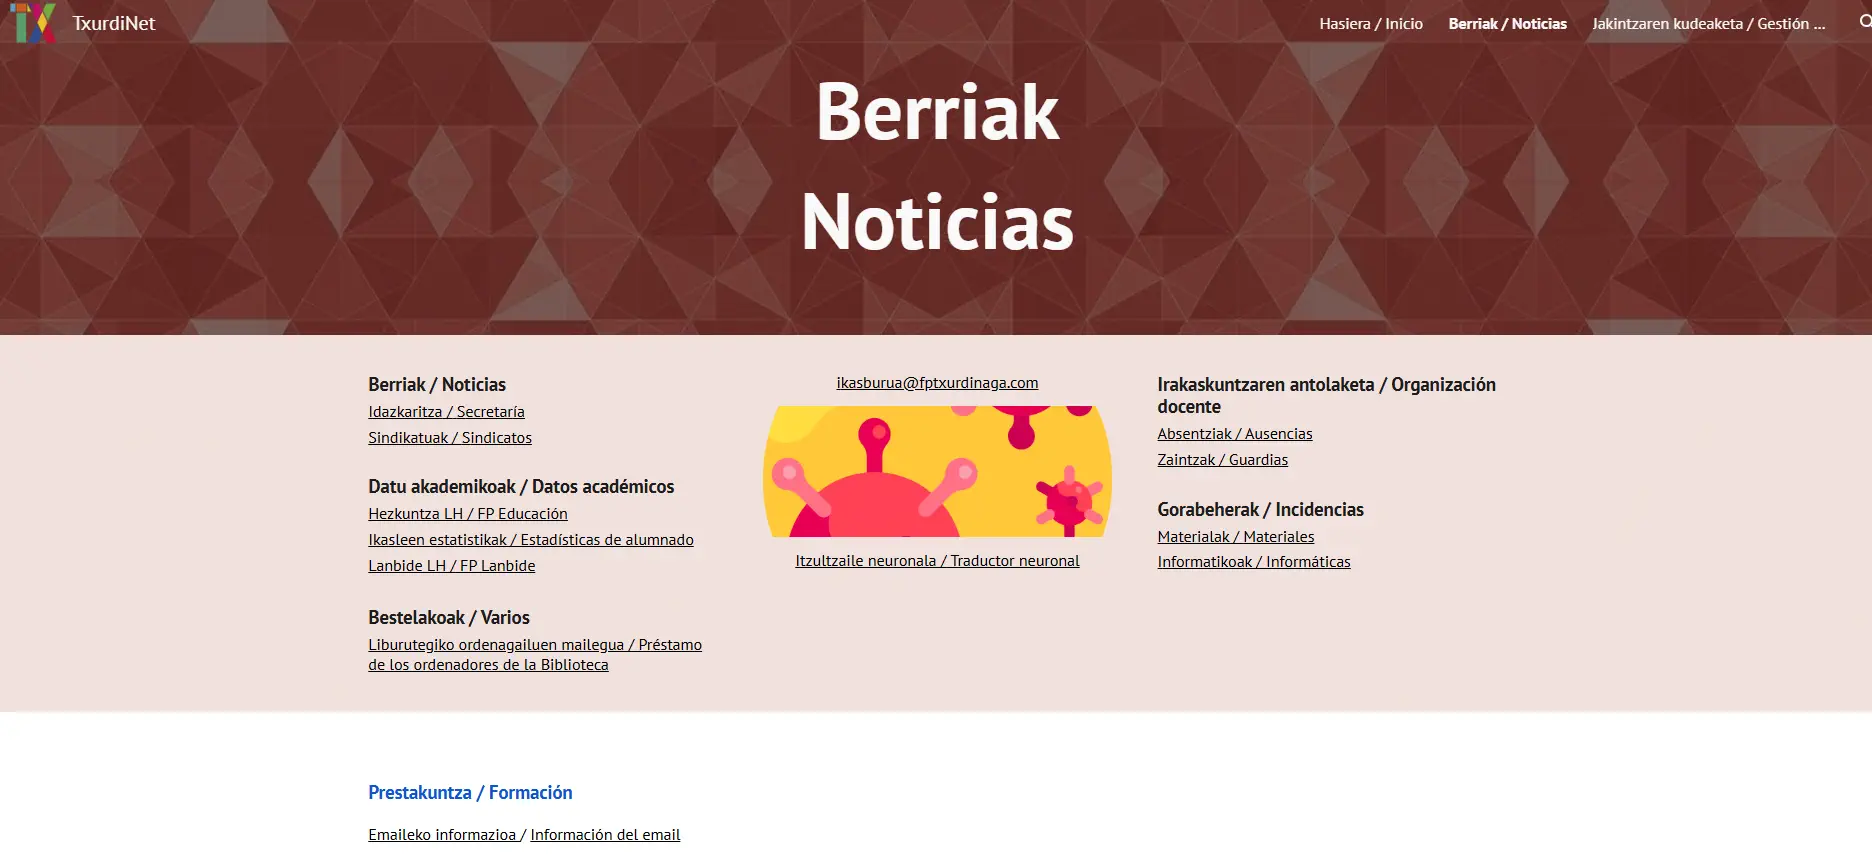 TX TxurdiNet
Hasiera / Inicio Berriak / Noticias Jakintzaren kudeaketa / Gestión ...
Berriak
Noticias
Berriak / Noticias
Idazkaritza / Secretaría
Sindikatuak / Sindicatos
Datu akademikoak / Datos académicos
Hezkuntza LH / FP Educación
Ikasleen estatistikak / Estadísticas de alumnado
Lanbide LH / FP Lanbide
Bestelakoak / Varios
Liburutegiko ordenagailuen mailegua / Préstamo
de los ordenadores de la Biblioteca
ikasburua@fptxurdinaga.com
Itzultzaile neuronala / Traductor neuronal
Irakaskuntzaren antolaketa / Organización
docente
Absentziak / Ausencias
Zaintzak / Guardias
Gorabeherak / Incidencias
Materialak / Materiales
Informatikoak / Informáticas
Prestakuntza / Formación
Emaileko informazioa / Información del email